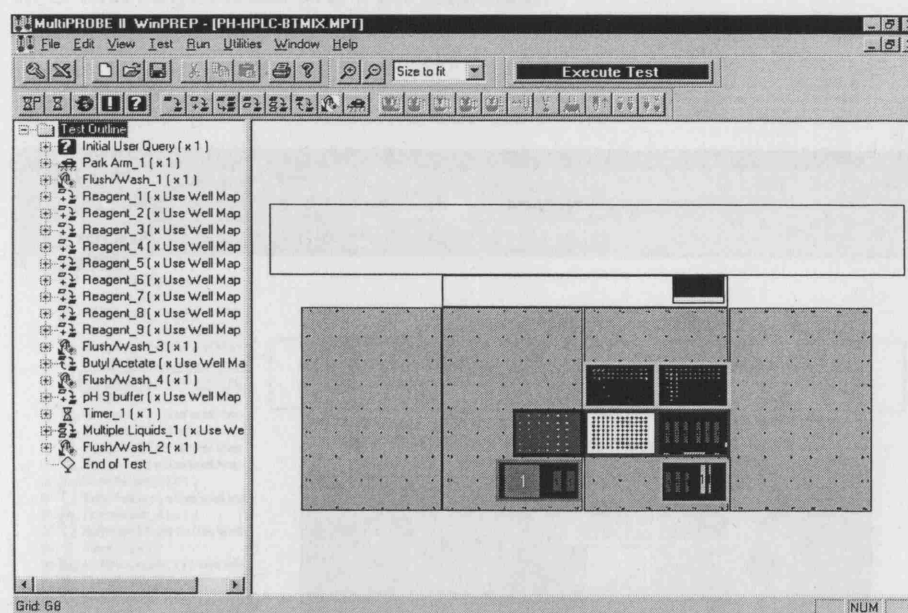 MultiPROBE II WinPREP - [PH-HPLC-BTMIX.MPT]
File Edit View Test Run Utilities Window Help
Size to fit
Execute Test
Test Outline
Initial User Query ( x 1 )
Park Arm_1 ( x 1 )
Flush/Wash_1 ( x 1 )
Reagent_1 ( x Use Well Map
Reagent_2 ( x Use Well Map
Reagent_3 ( x Use Well Map
Reagent_4 ( x Use Well Map
Reagent_5 ( x Use Well Map
Reagent_6 ( x Use Well Map
Reagent_7 ( x Use Well Map
Reagent_8 ( x Use Well Map
Reagent_9 ( x Use Well Map
Flush/Wash_3 ( x 1 )
Butyl Acetate ( x Use Well Ma
Flush/Wash_4 ( x 1 )
pH 9 buffer ( x Use Well Map
Timer_1 ( x 1 )
Multiple Liquids_1 ( x Use We
Flush/Wash_2 ( x 1 )
End of Test
1
Grid: G8
NUM